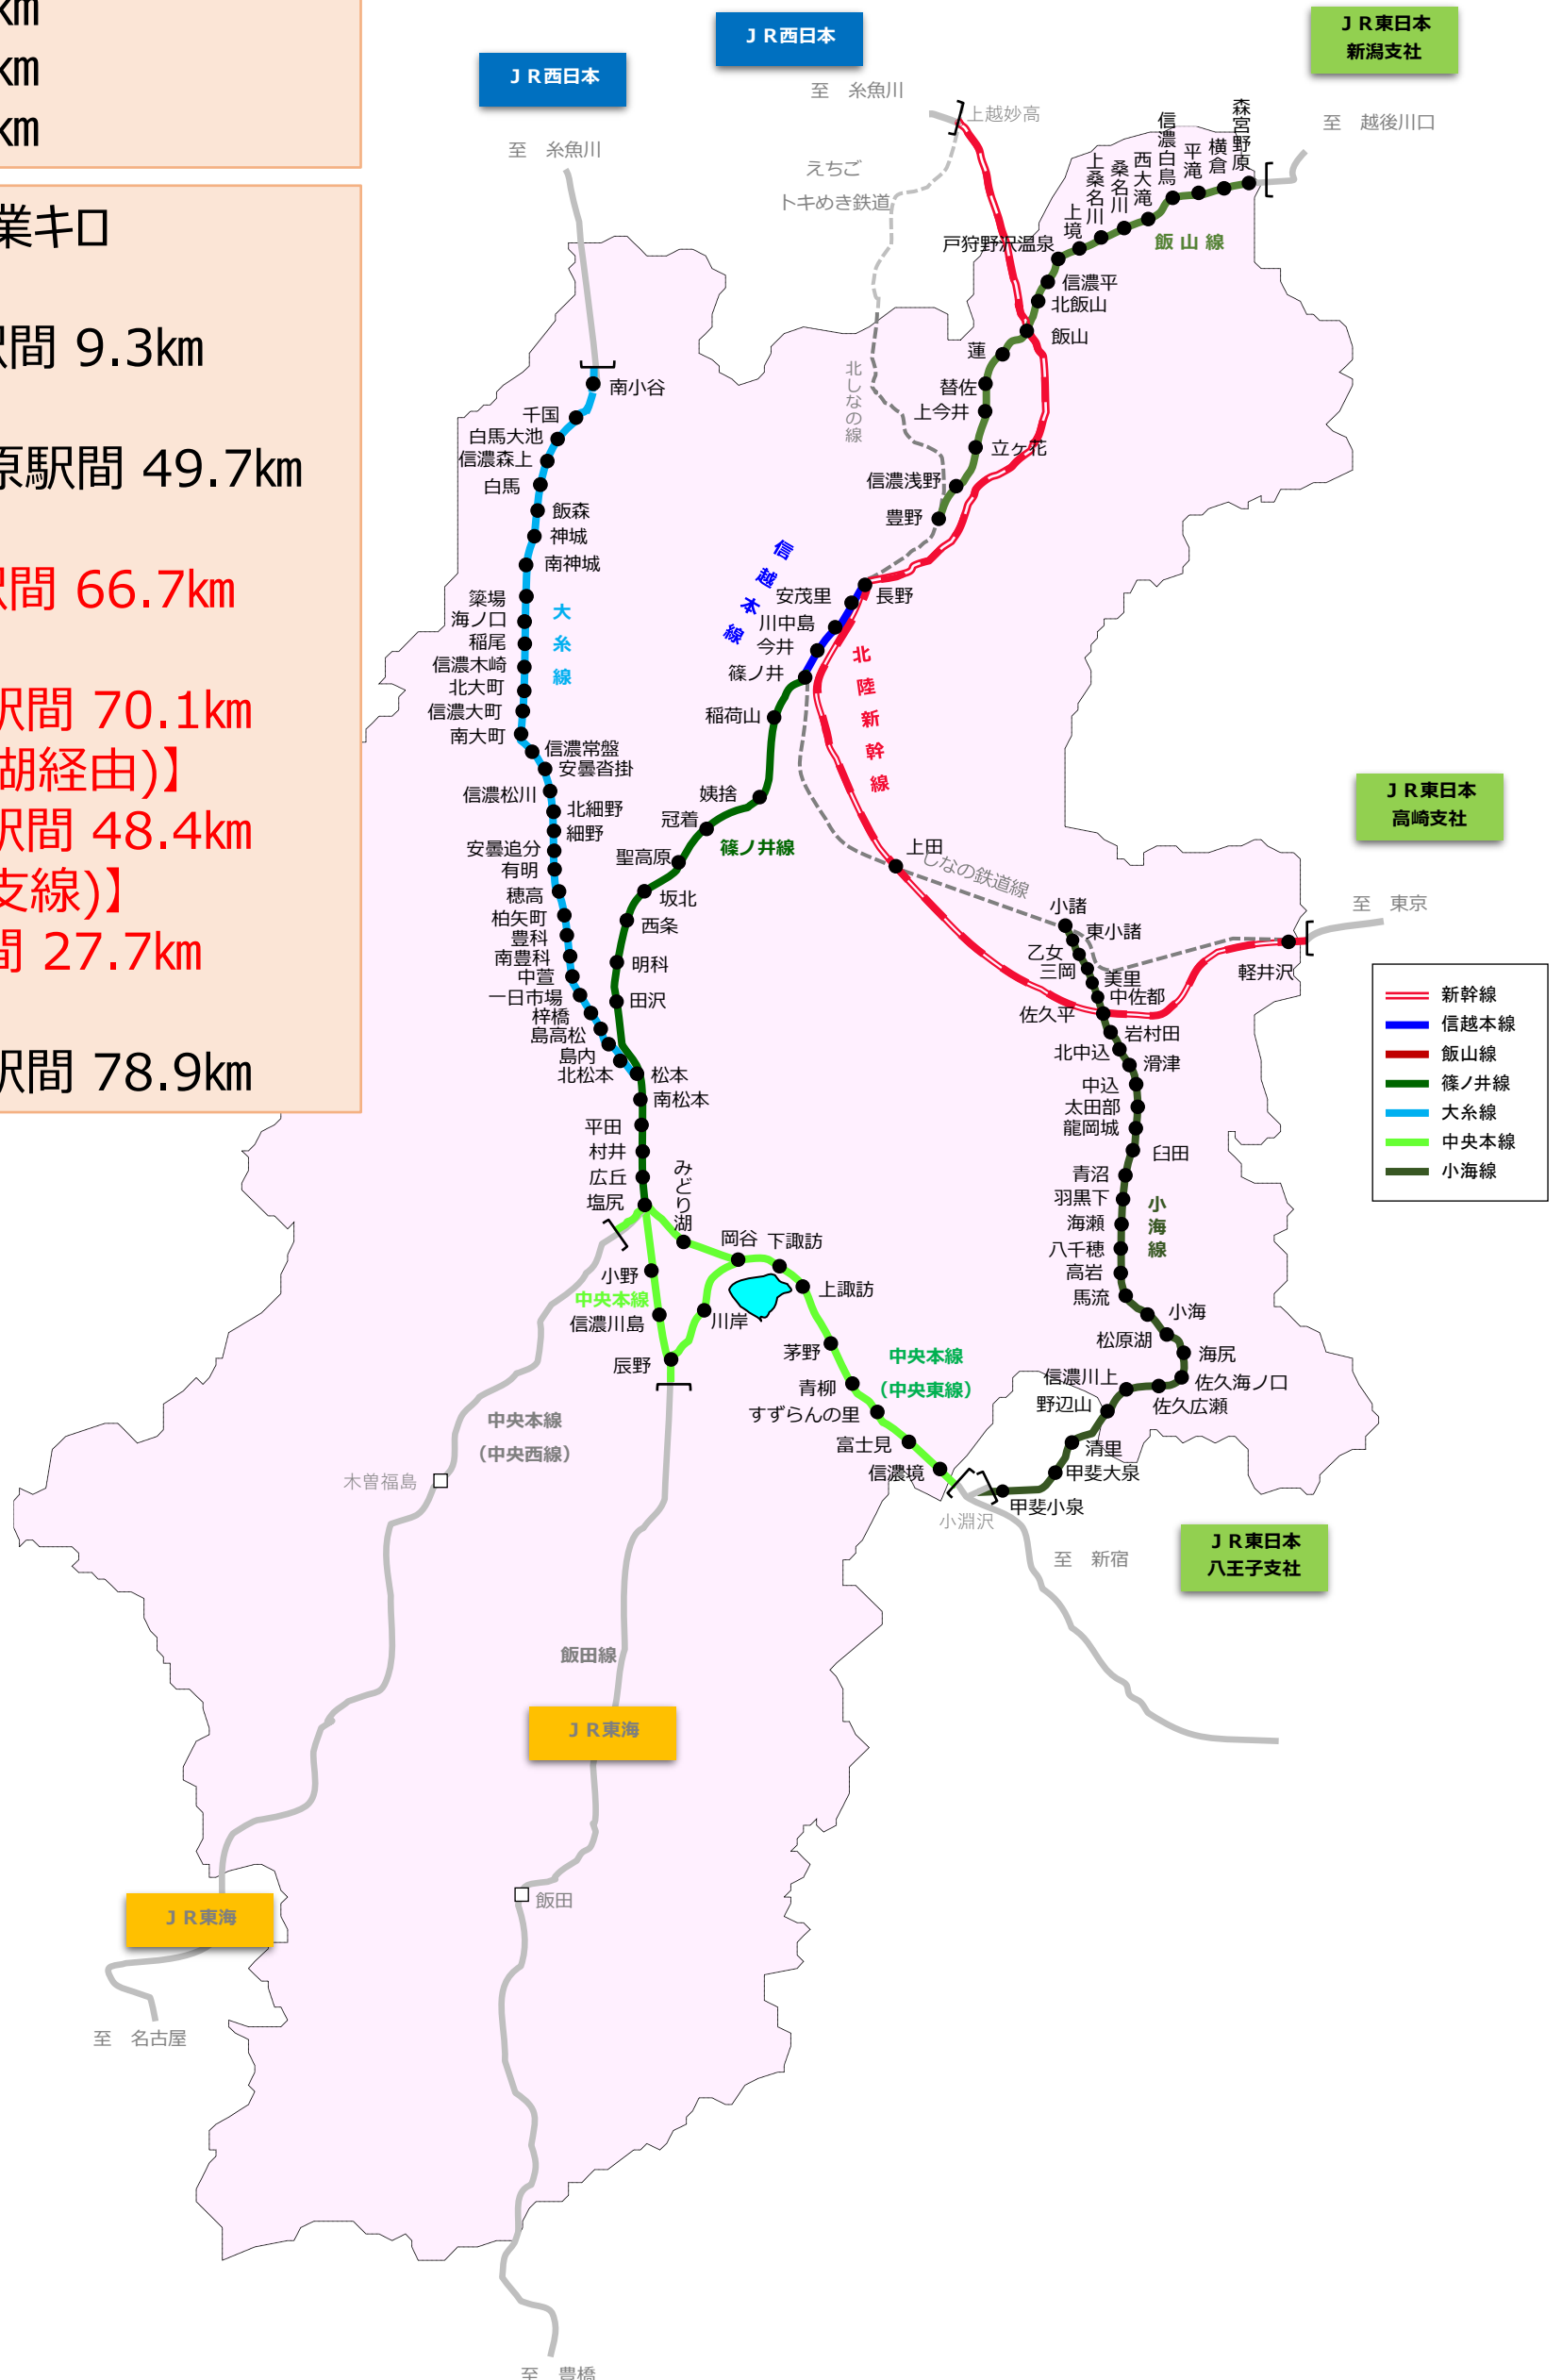 km
km
km
業キロ
駅間 9.3km
原駅間 49.7km
駅間 66.7km
駅間 70.1km
湖経由)】
駅間 48.4km
支線)】
間 27.7km
駅間 78.9km
ＪＲ西日本
ＪＲ西日本
ＪＲ東日本
新潟支社
至　糸魚川
至　糸魚川
上越妙高
至　越後川口
えちご
トキめき鉄道
北しなの線
森宮野原
横倉
平滝
信濃白鳥
西大滝
桑名川
上桑名川
上境
戸狩野沢温泉
飯山線
信濃平
北飯山
飯山
蓮
替佐
上今井
立ヶ花
信濃浅野
豊野
南小谷
千国
白馬大池
信濃森上
白馬
飯森
神城
南神城
簗場
海ノ口
稲尾
信濃木崎
北大町
信濃大町
南大町
信濃常盤
安曇沓掛
信濃松川
北細野
細野
安曇追分
有明
穂高
柏矢町
豊科
南豊科
中萱
一日市場
梓橋
島高松
島内
北松本
大糸線
信越本線
長野
安茂里
川中島
今井
篠ノ井
北陸新幹線
稲荷山
姨捨
冠着
篠ノ井線
聖高原
坂北
西条
明科
田沢
松本
南松本
平田
村井
広丘
塩尻
上田
しなの鉄道線
ＪＲ東日本
高崎支社
至　東京
軽井沢
小諸
東小諸
乙女
三岡
美里
中佐都
佐久平
岩村田
北中込
滑津
中込
太田部
龍岡城
臼田
青沼
羽黒下
海瀬
八千穂
高岩
馬流
小海
松原湖
海尻
佐久海ノ口
佐久広瀬
信濃川上
野辺山
清里
甲斐大泉
甲斐小泉
小海線
新幹線
信越本線
飯山線
篠ノ井線
大糸線
中央本線
小海線
みどり湖
岡谷
下諏訪
上諏訪
小野
中央本線
信濃川島
川岸
辰野
茅野
青柳
すずらんの里
富士見
信濃境
中央本線
（中央東線）
中央本線
（中央西線）
木曽福島
小淵沢
至　新宿
ＪＲ東日本
八王子支社
飯田線
ＪＲ東海
飯田
ＪＲ東海
至　名古屋
至　豊橋